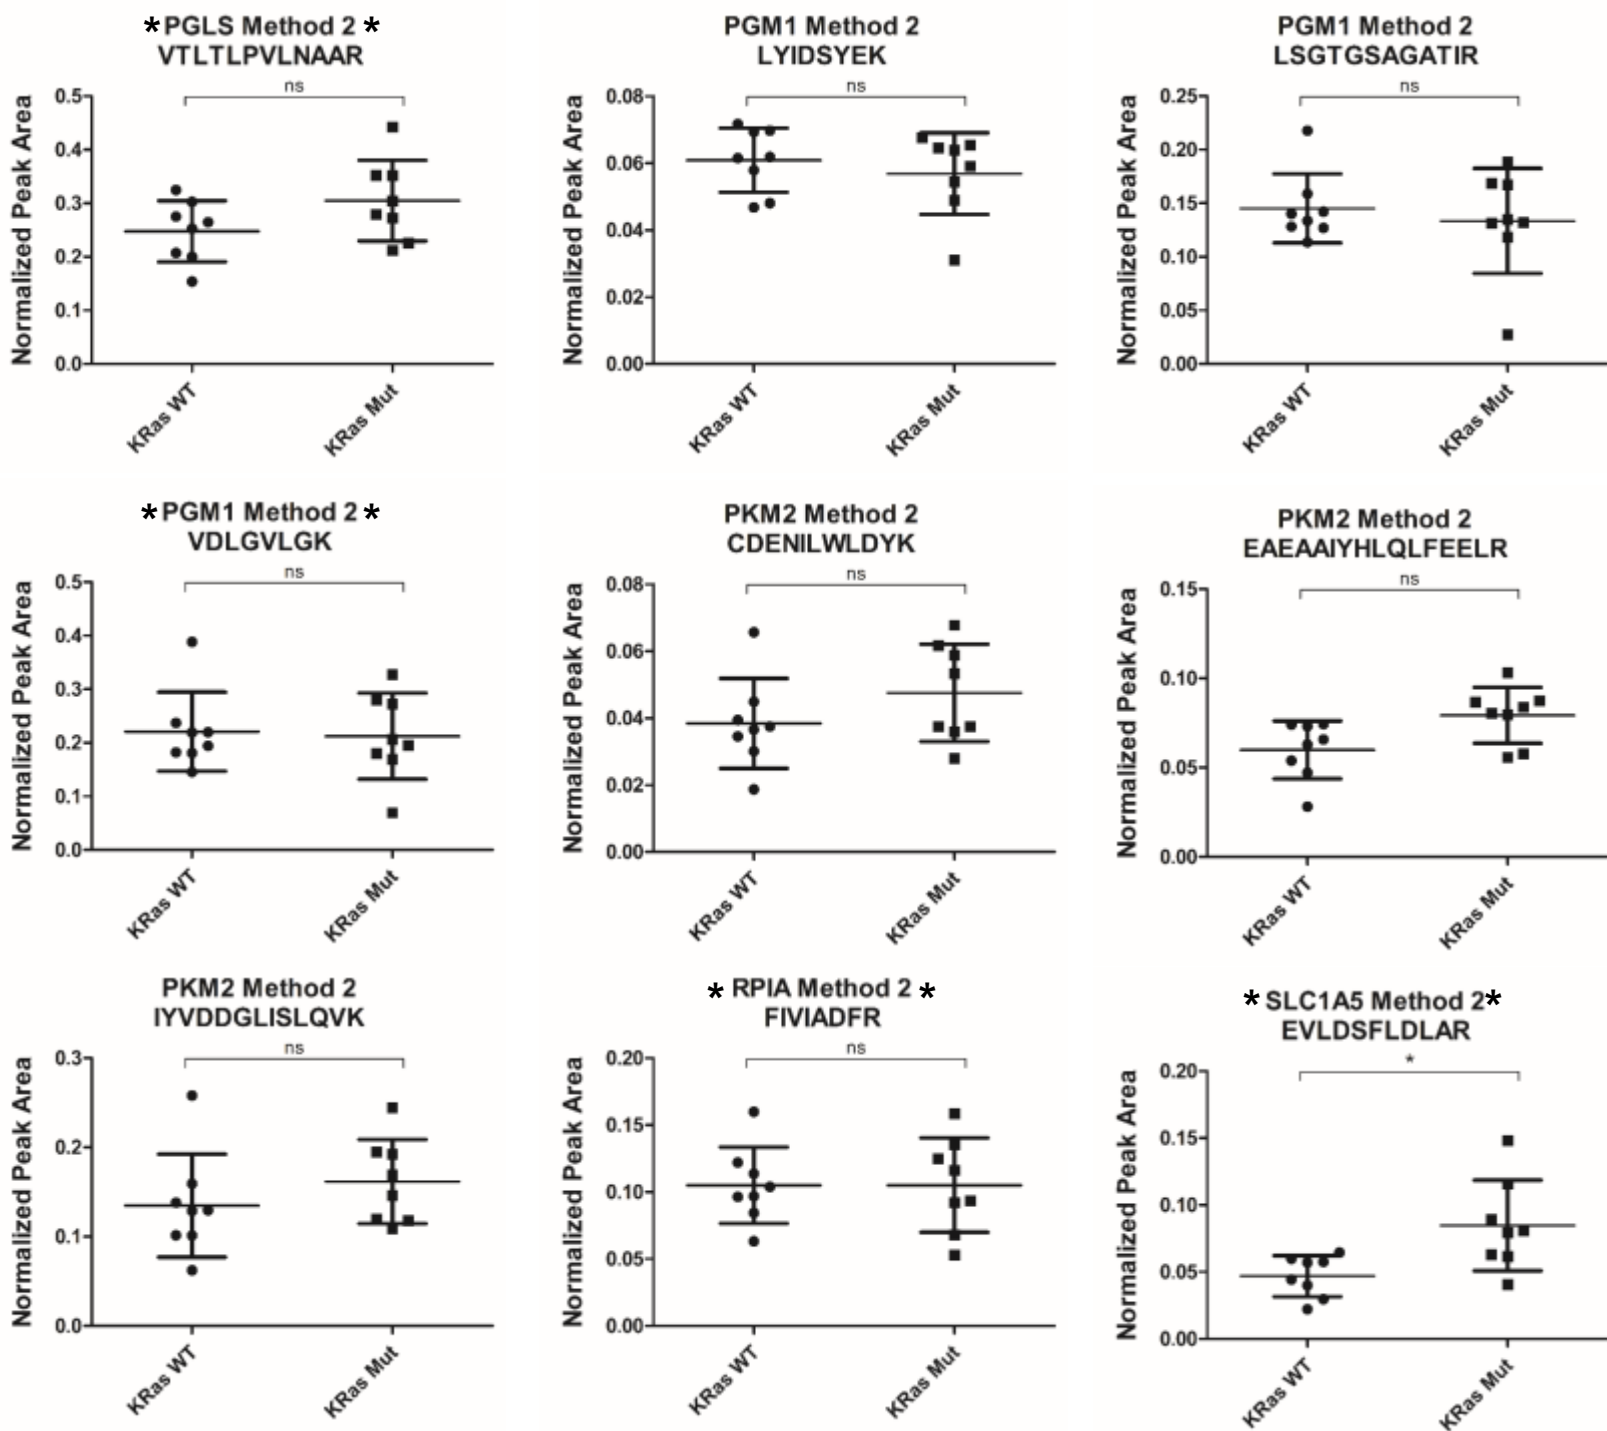 *PGLS Method 2*
VTLTLPVLNAAR
ns
Normalized Peak Area
0.5
0.4
0.3
0.2
0.1
0.0
KRas WT
KRas Mut
PGM1 Method 2
LYIDSYEK
ns
Normalized Peak Area
0.08
0.06
0.04
0.02
0.00
KRas WT
KRas Mut
PGM1 Method 2
LSGTGSAGATIR
ns
Normalized Peak Area
0.25
0.20
0.15
0.10
0.05
0.00
KRas WT
KRas Mut
*PGM1 Method 2*
VDLGVLGK
ns
Normalized Peak Area
0.5
0.4
0.3
0.2
0.1
0.0
KRas WT
KRas Mut
PKM2 Method 2
CDENILWLDYK
ns
Normalized Peak Area
0.08
0.06
0.04
0.02
0.00
KRas WT
KRas Mut
PKM2 Method 2
EAEAAIYHLQLFEELR
ns
Normalized Peak Area
0.15
0.10
0.05
0.00
KRas WT
KRas Mut
PKM2 Method 2
IYVDDGLISLQVK
ns
Normalized Peak Area
0.3
0.2
0.1
0.0
KRas WT
KRas Mut
* RPIA Method 2 *
FIVIADFR
ns
Normalized Peak Area
0.20
0.15
0.10
0.05
0.00
KRas WT
KRas Mut
* SLC1A5 Method 2*
EVLDSFLDLAR
*
Normalized Peak Area
0.20
0.15
0.10
0.05
0.00
KRas WT
KRas Mut